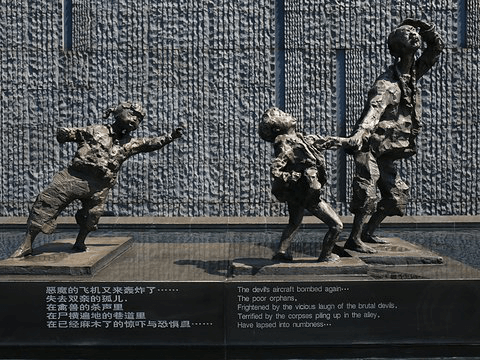 恶魔的飞机又来轰炸了……
失去双亲的孤儿，
在禽兽的杀声里
在尸横遍地的巷道里
在已经麻木了的惊吓与恐惧里……
The devils aircraft bombed again...
The poor orphans,
Frightened by the vicious laugh of the brutal devils,
Terrified by the corpses piling up in the alley,
Have lapsed into numbness...